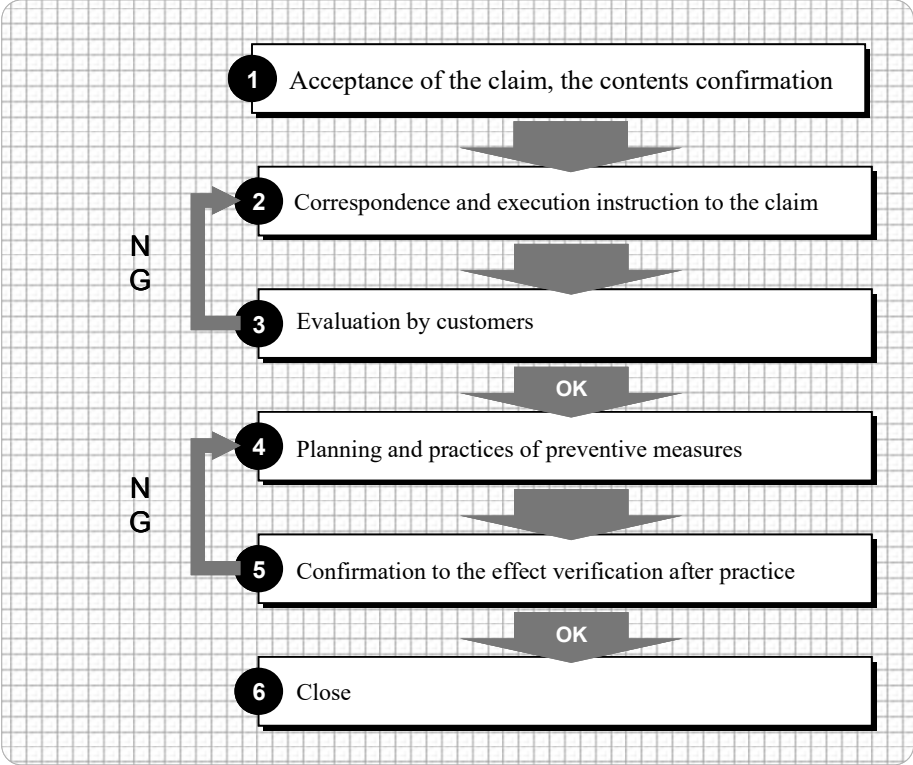 1 Acceptance of the claim, the contents confirmation
2 Correspondence and execution instruction to the claim
N
G
3 Evaluation by customers
OK
4 Planning and practices of preventive measures
N
G
5 Confirmation to the effect verification after practice
OK
6 Close